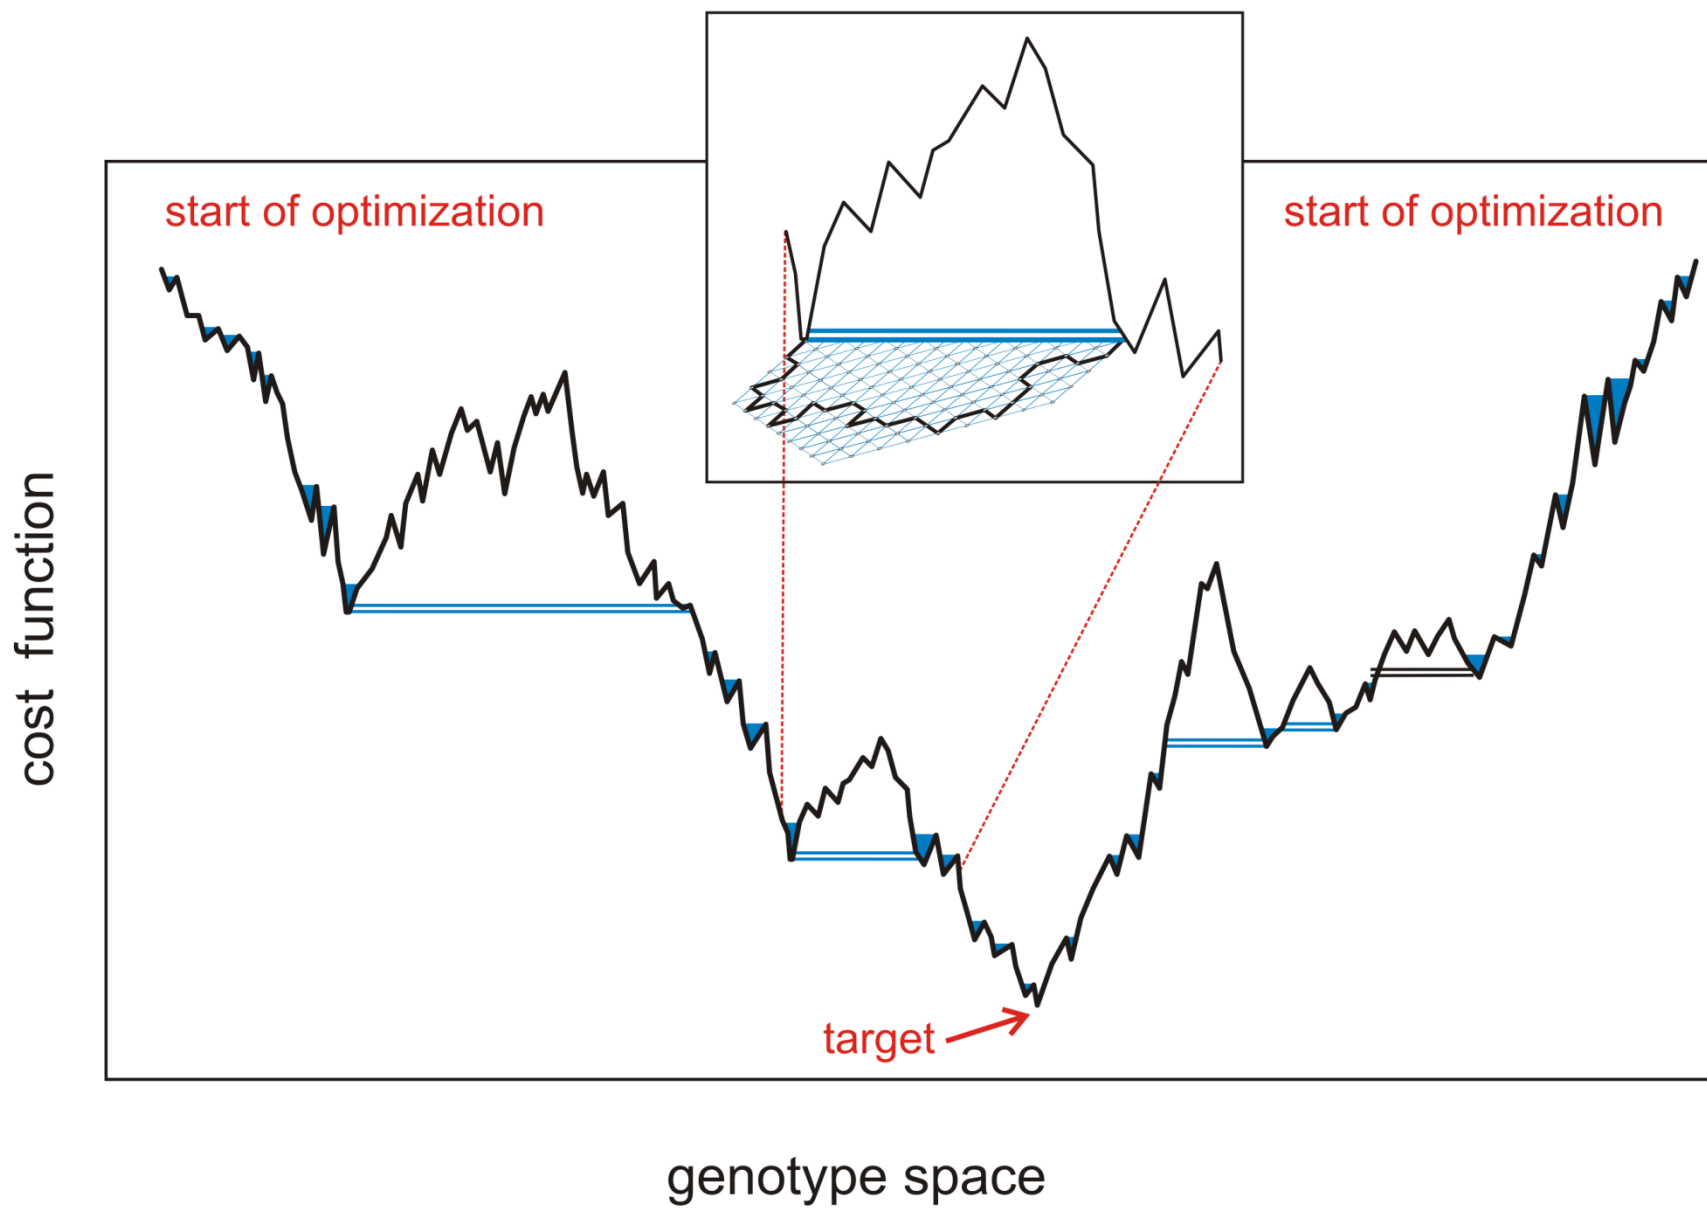 start of optimization
start of optimization
cost function
target
genotype space